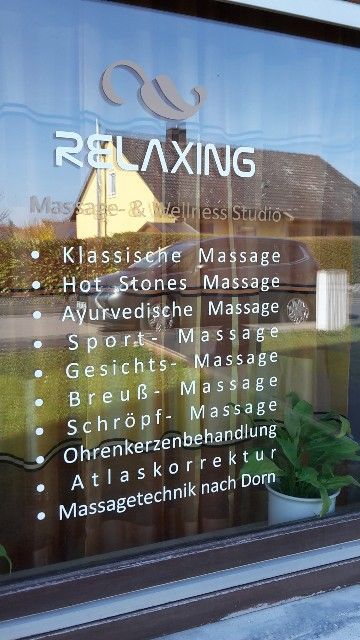 RELAXING
Massage- & Wellness Studio
• Klassische Massage
• Hot Stones Massage
• Ayurvedische Massage
• Sport- Massage
• Gesichts- Massage
• Breuß- Massage
• Schröpf- Massage
• Ohrenkerzenbehandlung
• Atlaskorrektur
• Massagetechnik nach Dorn